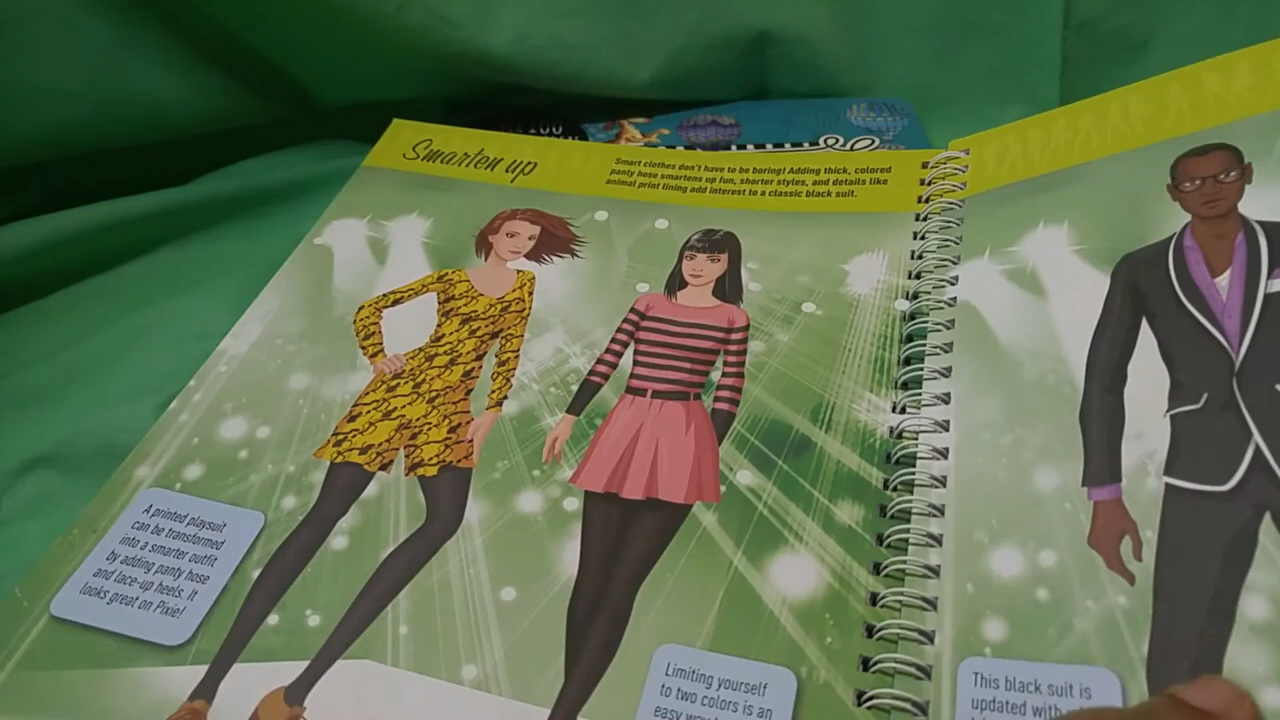 100
Smarten up
Smart clothes don't have to be boring! Adding thick, colored
panty hose smartens up fun, shorter styles, and details like
animal print lining add interest to a classic black suit.
A printed playsuit
can be transformed
into a smarter outfit
by adding panty hose
and lace-up heels. It
looks great on Pixie!
Limiting yourself
to two colors is an
easy way
This black suit is
updated with